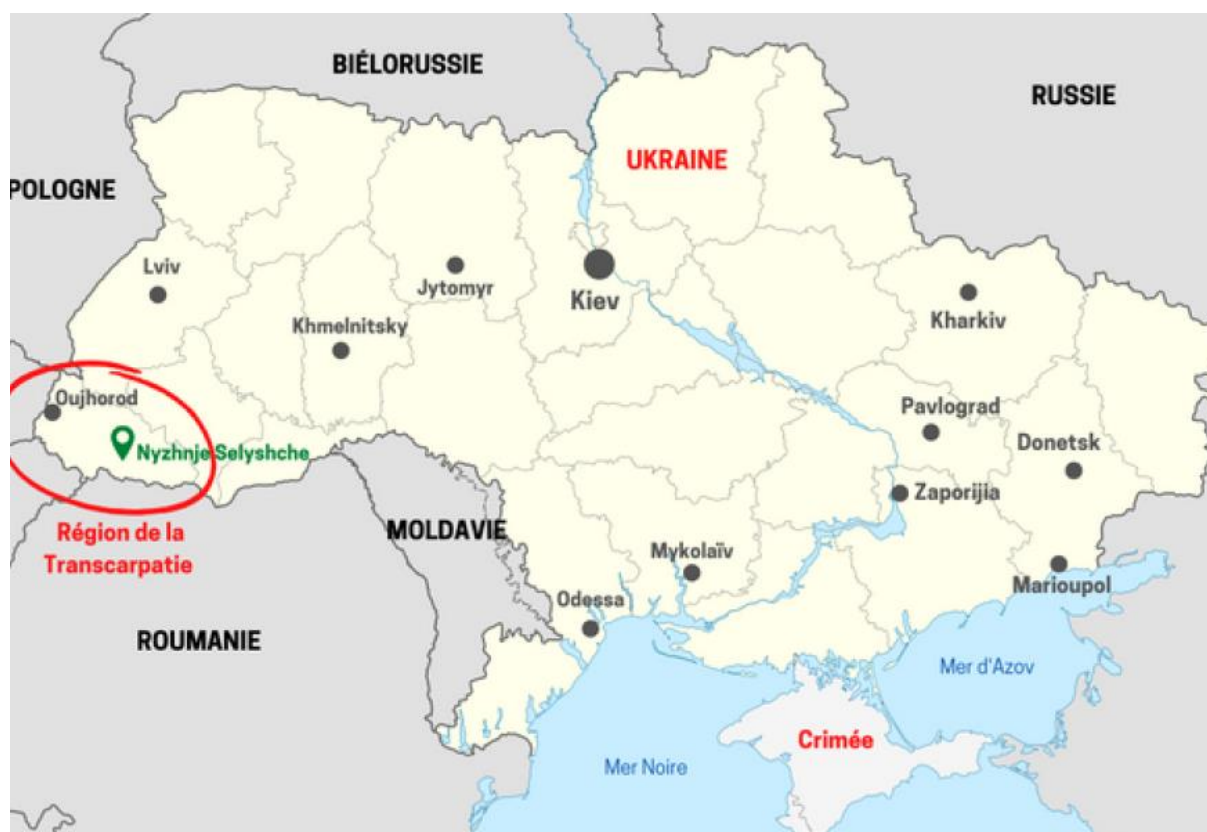 BIÉLORUSSIE
RUSSIE
UKRAINE
POLOGNE
Lviv
Jytomyr
Kiev
Kharkiv
Khmelnitsky
Oujhorod
Pavlograd
Nyzhnje Selyshche
Donetsk
Zaporijia
Région de la
Transcarpatie
MOLDAVIE
Mykolaïv
Marioupol
Odessa
ROUMANIE
Mer d'Azov
Crimée
Mer Noire